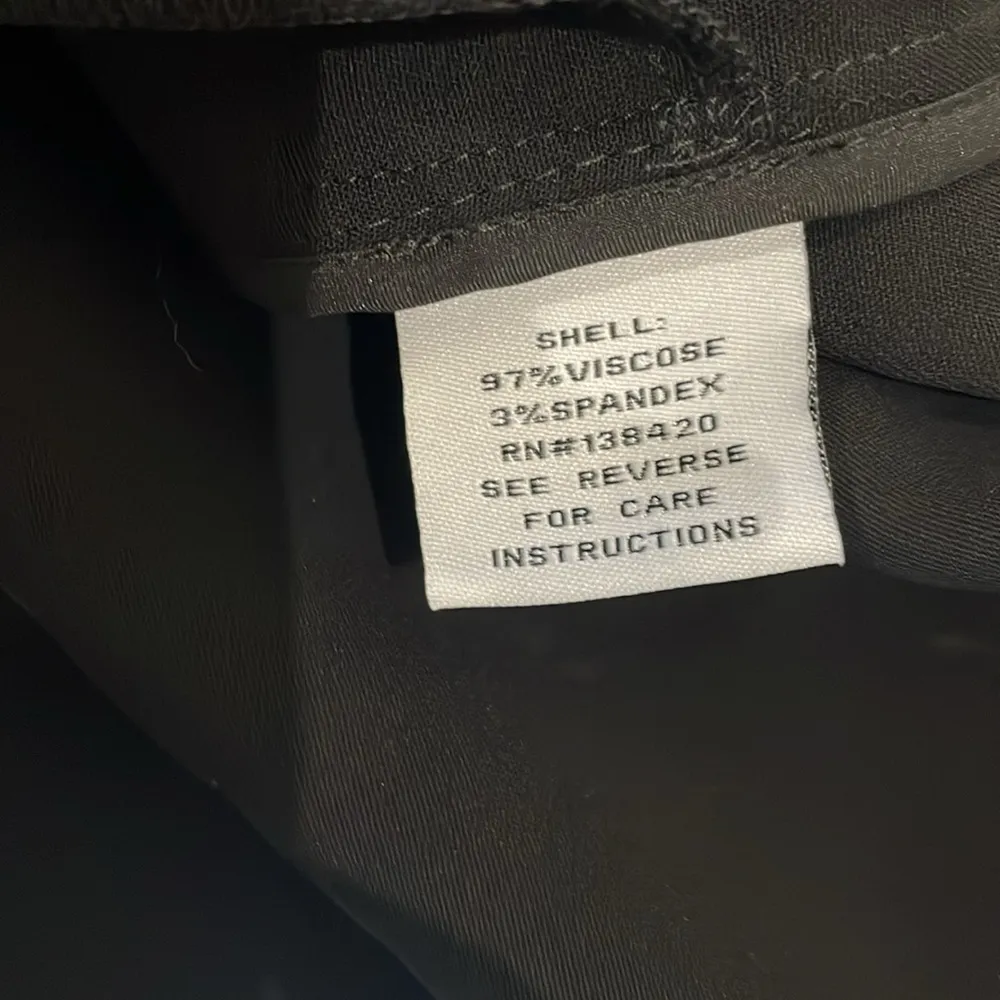 SHELL:
97%VISCOSE
3%SPANDEX
RN#138420
SEE REVERSE
FOR CARE
INSTRUCTIONS